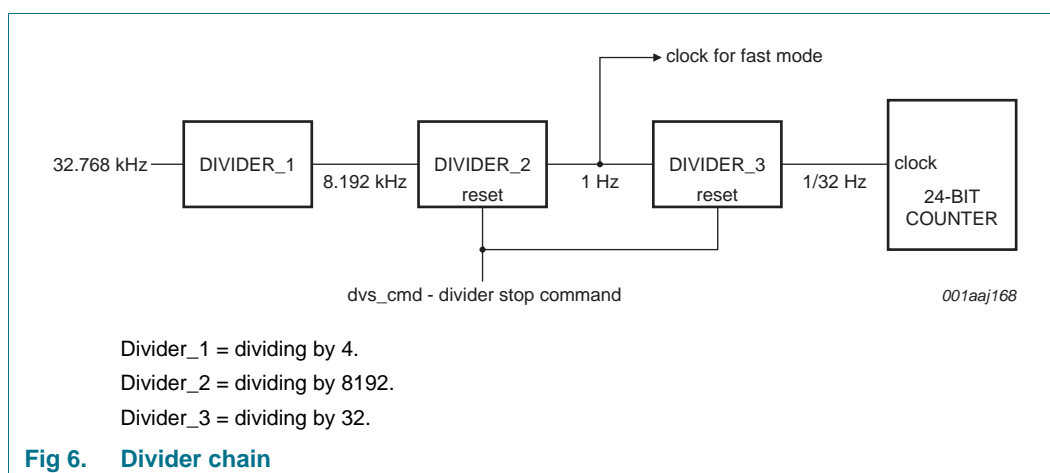 clock for fast mode
32.768 kHz
DIVIDER_1
8.192 kHz
DIVIDER_2
reset
1 Hz
DIVIDER_3
reset
1/32 Hz
clock
24-BIT
COUNTER
dvs_cmd - divider stop command
001aaj168
Divider_1 = dividing by 4.
Divider_2 = dividing by 8192.
Divider_3 = dividing by 32.
Fig 6. Divider chain